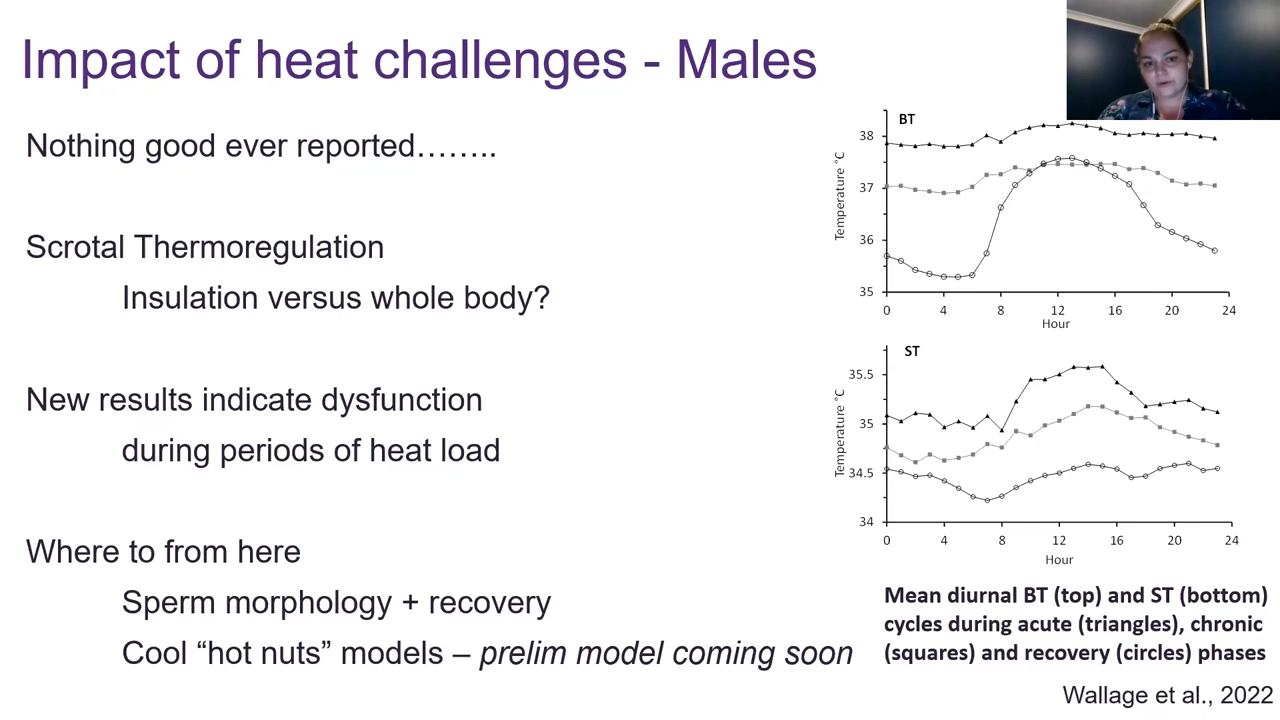 Impact of heat challenges - Males
Nothing good ever reported……..
Scrotal Thermoregulation
Insulation versus whole body?
New results indicate dysfunction
during periods of heat load
Where to from here
Sperm morphology + recovery
Cool “hot nuts” models – prelim model coming soon
BT
Temperature °C
38
37
36
35
0 4 8 12 16 20 24
Hour
ST
Temperature °C
35.5
35
34.5
34
0 4 8 12 16 20 24
Hour
Mean diurnal BT (top) and ST (bottom)
cycles during acute (triangles), chronic
(squares) and recovery (circles) phases
Wallage et al., 2022